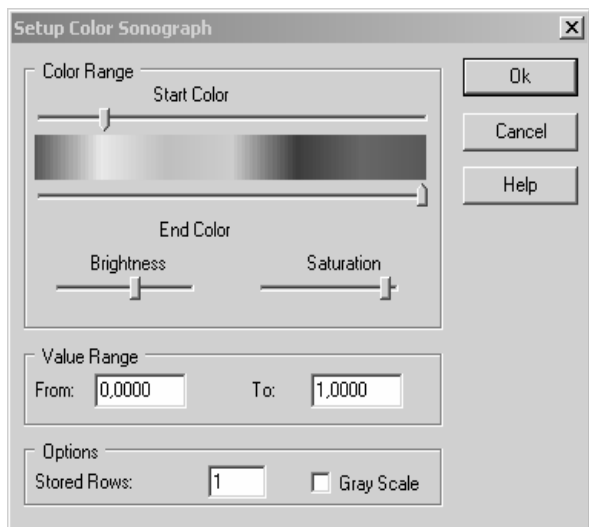 Setup Color Sonograph
Color Range
Start Color
End Color
Brightness Saturation
Ok
Cancel
Help
Value Range
From: 0,0000 To: 1,0000
Options
Stored Rows: 1 Gray Scale